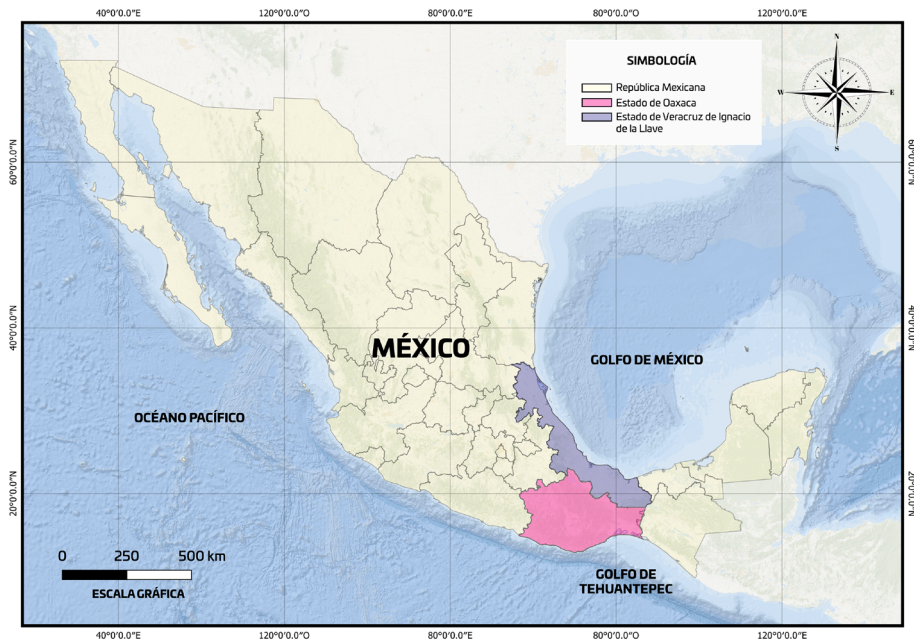 40°0'0.0"E
120°0'0.0"E
80°0'0.0"E
80°0'0.0"E
120°0'0.0"E
SIMBOLOGÍA
República Mexicana
Estado de Oaxaca
Estado de Veracruz de Ignacio
de la Llave
N
W
E
S
60°0'0.0"N
60°0'0.0"N
40°0'0.0"N
40°0'0.0"N
MÉXICO
GOLFO DE MÉXICO
OCÉANO PACÍFICO
20°0'0.0"N
20°0'0.0"N
0 250 500 km
ESCALA GRÁFICA
GOLFO DE
TEHUANTEPEC
40°0'0.0"E
120°0'0.0"E
80°0'0.0"E
80°0'0.0"E
120°0'0.0"E